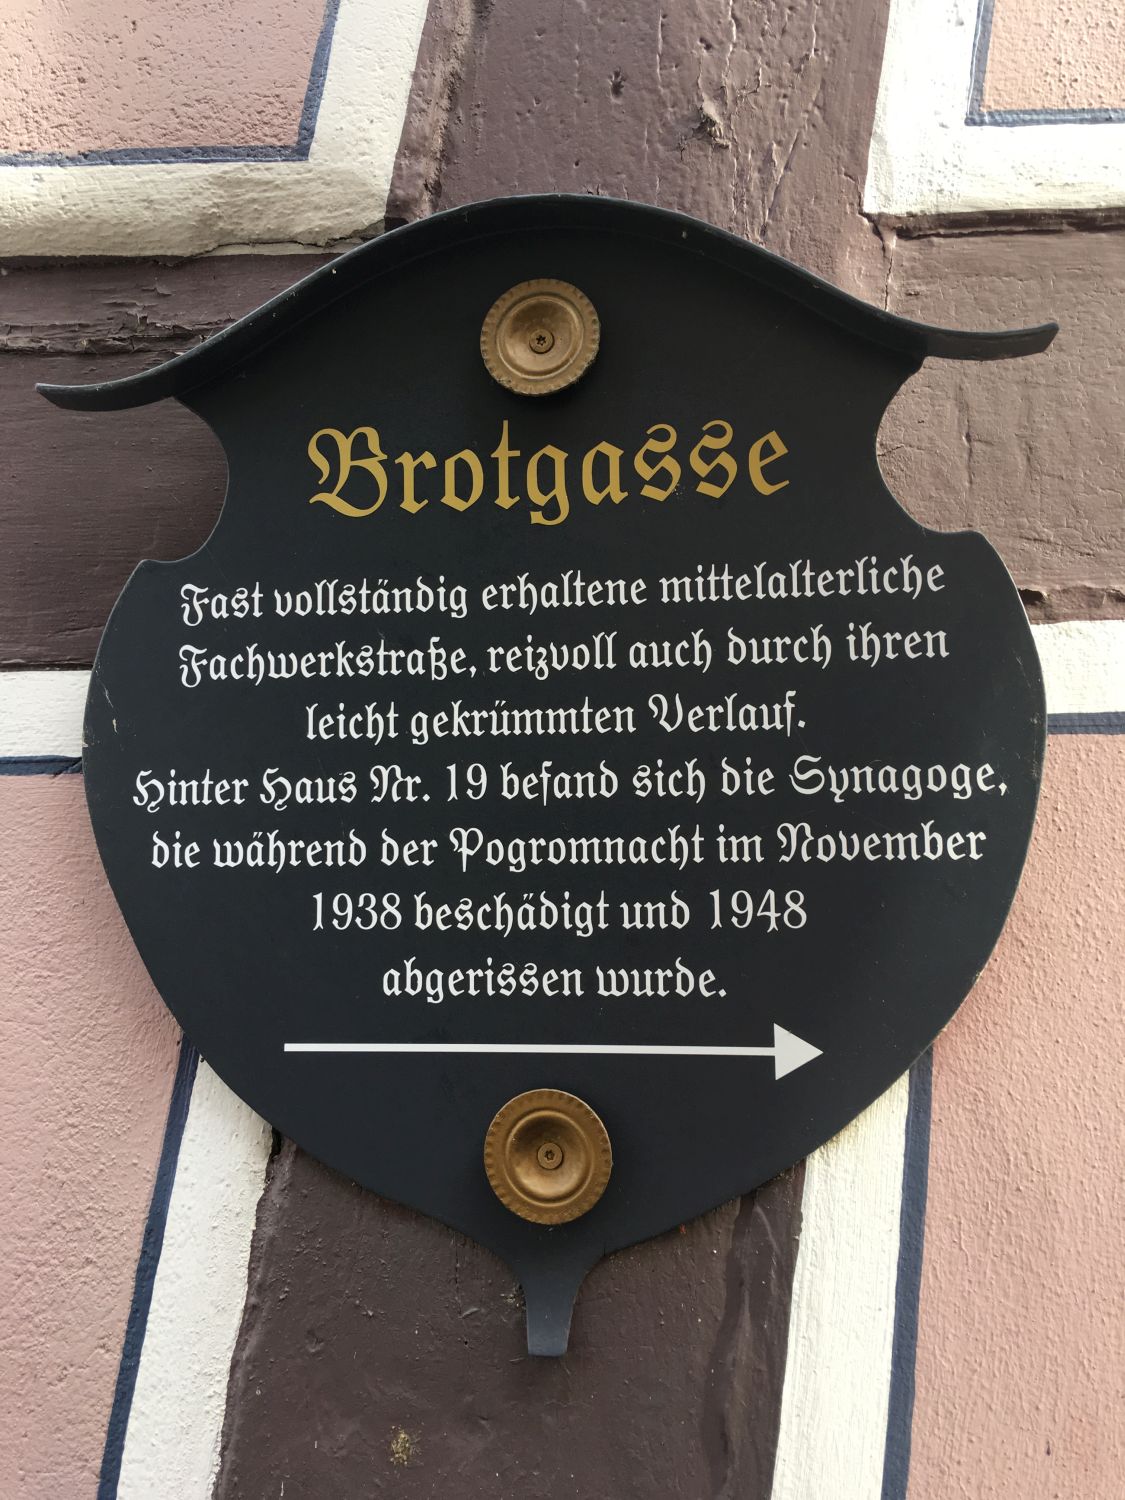 Brotgasse
Fast vollständig erhaltene mittelalterliche
Fachwerkstraße, reizvoll auch durch ihren
leicht gekrümmten Verlauf.
Hinter Haus Nr. 19 befand sich die Synagoge,
die während der Pogromnacht im November
1938 beschädigt und 1948
abgerissen wurde.